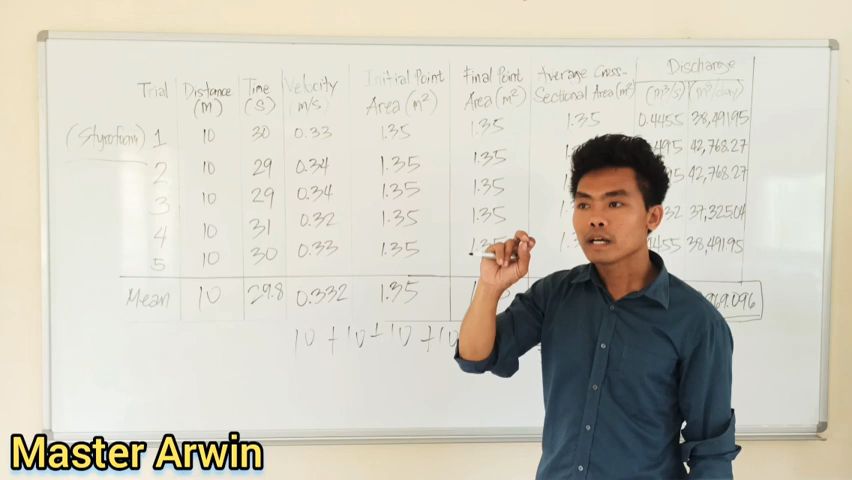 Trial Distance (m) Time (s) Velocity (m/s) Initial Point Area (m²) Final Point Area (m²) Average Cross-Sectional Area (m²) Discharge (m³/s) (m³/day)
(Styrofoam) 1 10 30 0.33 1.35 1.35 1.35 0.4455 38,491.95
2 10 29 0.34 1.35 1.35 42,768.27
3 10 29 0.34 1.35 1.35 42,768.27
4 10 31 0.32 1.35 1.35 37,325.04
5 10 30 0.33 1.35 1.35 38,491.95
Mean 10 29.8 0.332 1.35 969.096
10 + 10 + 10 + 10
Master Arwin